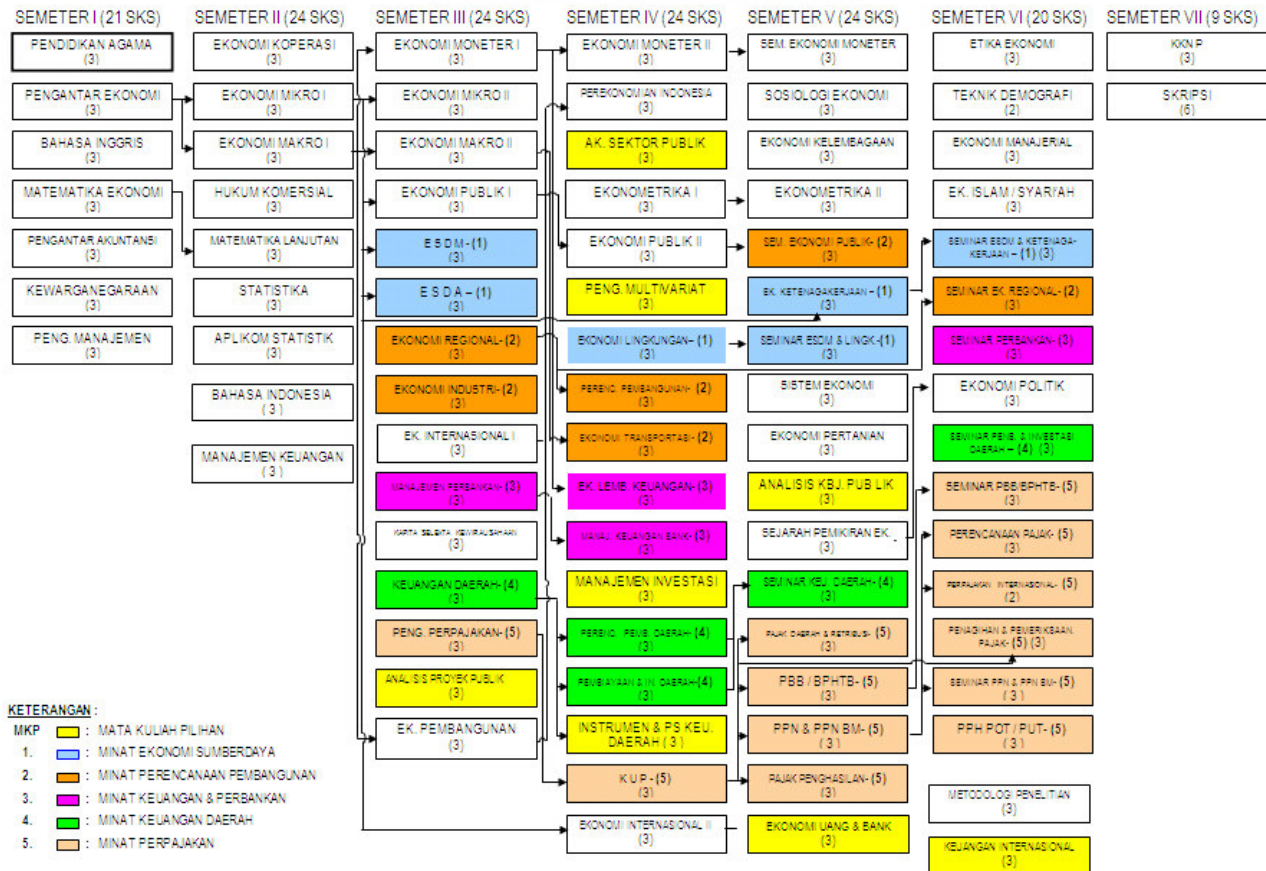 SEMETER I (21 SKS)
PENDIDIKAN AGAMA
(3)
PENGANTAR EKONOMI
(3)
BAHASA INGGRIS
(3)
MATEMATIKA EKONOMI
(3)
PENGANTAR AKUNTANSI
(3)
KEWARGANEGARAAN
(3)
PENG. MANAJEMEN
(3)
SEMETER II (24 SKS)
EKONOMI KOPERASI
(3)
EKONOMI MIKRO I
(3)
EKONOMI MAKRO I
(3)
HUKUM KOMERSIAL
(3)
MATEMATIKA LANJUTAN
(3)
STATISTIKA
(3)
APLIKOM STATISTIK
(3)
BAHASA INDONESIA
( 3 )
MANAJEMEN KEUANGAN
( 3 )
SEMETER III (24 SKS)
EKONOMI MONETER I
(3)
EKONOMI MIKRO II
(3)
EKONOMI MAKRO II
(3)
EKONOMI PUBLIK I
(3)
E S D M - (1)
(3)
E S D A – (1)
(3)
EKONOMI REGIONAL- (2)
(3)
EKONOMI INDUSTRI- (2)
(3)
EK. INTERNASIONAL I
(3)
MANAJEMEN PERBANKAN- (3)
(3)
KAPITA SELEKTA KEWIRAUSAHAAN
(3)
KEUANGAN DAERAH- (4)
(3)
PENG. PERPAJAKAN- (5)
(3)
ANALISIS PROYEK PUBLIK
(3)
EK. PEMBANGUNAN
(3)
SEMETER IV (24 SKS)
EKONOMI MONETER II
(3)
PEREKONOMIAN INDONESIA
(3)
AK. SEKTOR PUBLIK
(3)
EKONOMETRIKA I
(3)
EKONOMI PUBLIK II
(3)
PENG. MULTIVARIAT
(3)
EKONOMI LINGKUNGAN– (1)
(3)
PERENC. PEMBANGUNAN- (2)
(3)
EKONOMI TRANSPORTASI- (2)
(3)
EK. LEMB. KEUANGAN- (3)
(3)
MANAJ. KEUANGAN BANK- (3)
(3)
MANAJEMEN INVESTASI
(3)
PERENC. PEMB. DAERAH- (4)
(3)
PEMBIAYAAN & IN. DAERAH-(4)
(3)
INSTRUMEN & PS KEU.
DAERAH ( 3 )
K U P - (5)
(3)
EKONOMI INTERNASIONAL II
(3)
SEMETER V (24 SKS)
SEM. EKONOMI MONETER
(3)
SOSIOLOGI EKONOMI
(3)
EKONOMI KELEMBAGAAN
(3)
EKONOMETRIKA II
(3)
SEM. EKONOMI PUBLIK- (2)
(3)
EK. KETENAGAKERJAAN – (1)
(3)
SEMINAR ESDM & LINGK -(1)
(3)
SISTEM EKONOMI
(3)
EKONOMI PERTANIAN
(3)
ANALISIS KBJ. PUBLIK
(3)
SEJARAH PEMIKIRAN EK.
(3)
SEMINAR KEU. DAERAH- (4)
(3)
PAJAK DAERAH & RETRIBUSI- (5)
(3)
PBB / BPHTB- (5)
(3)
PPN & PPN BM- (5)
( 3 )
PAJAK PENGHASILAN- (5)
(3)
EKONOMI UANG & BANK
(3)
SEMETER VI (20 SKS)
ETIKA EKONOMI
(3)
TEKNIK DEMOGRAFI
(2)
EKONOMI MANAJERIAL
(3)
EK. ISLAM / SYARI'AH
(3)
SEMINAR ESDM & KETENAGA-
KERJAAN – (1) (3)
SEMINAR EK. REGIONAL- (2)
(3)
SEMINAR PERBANKAN- (3)
(3)
EKONOMI POLITIK
(3)
SEMINAR PENB. & INVESTASI
DAERAH – (4) (3)
SEMINAR PBB/BPHTB- (5)
(3)
PERENCANAAN PAJAK- (5)
(3)
PERPAJAKAN INTERNASIONAL- (5)
(2)
PENAGIHAN & PEMERIKSAAN
PAJAK- (5) (3)
SEMINAR PPN & PPN BM- (5)
( 3 )
PPH POT / PUT- (5)
( 3 )
METODOLOGI PENELITIAN
(3)
KEUANGAN INTERNASIONAL
(3)
SEMETER VII (9 SKS)
KKN P
(3)
SKRIPSI
(6)
KETERANGAN :
MKP : MATA KULIAH PILIHAN
1. : MINAT EKONOMI SUMBERDAYA
2. : MINAT PERENCANAAN PEMBANGUNAN
3. : MINAT KEUANGAN & PERBANKAN
4. : MINAT KEUANGAN DAERAH
5. : MINAT PERPAJAKAN